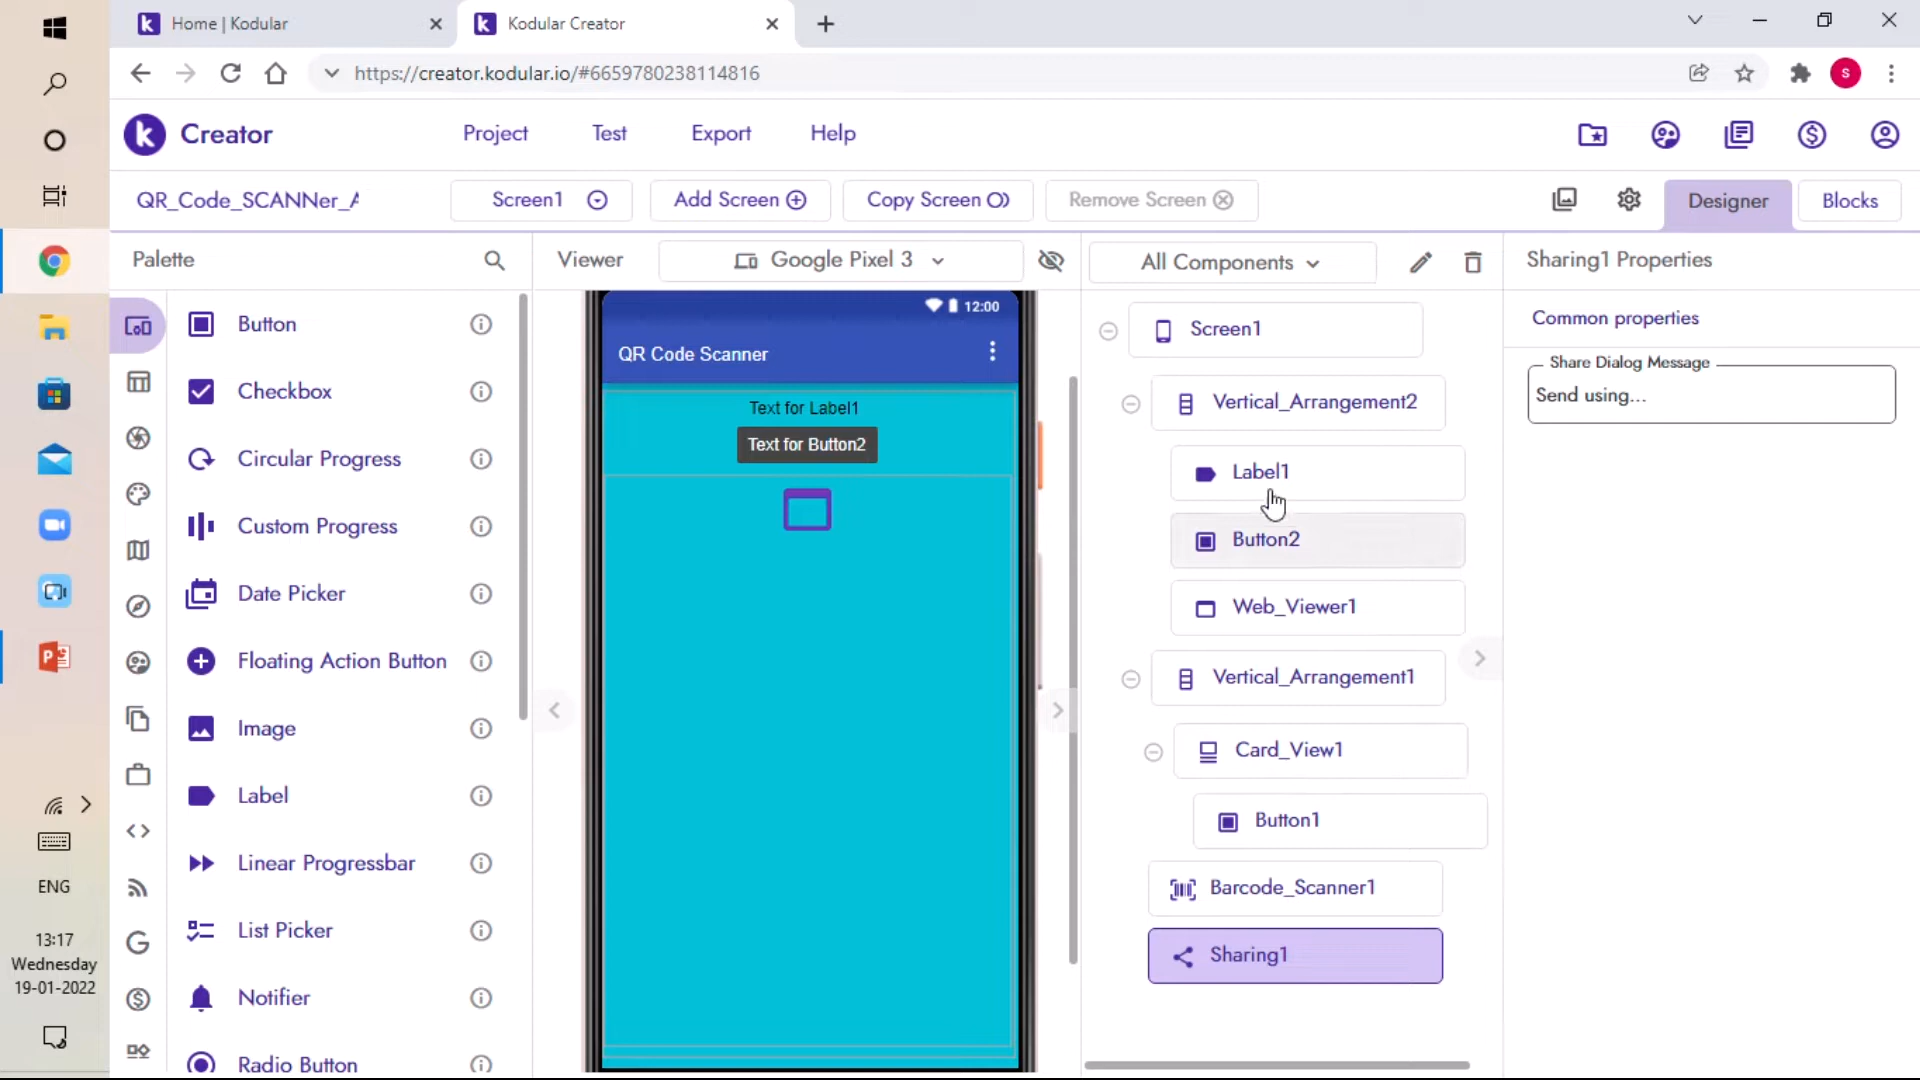 Home | Kodular
Kodular Creator
https://creator.kodular.io/#6659780238114816
S
Creator
Project
Test
Export
Help
QR_Code_SCANNer_A
Screen1
Add Screen
Copy Screen
Remove Screen
Designer
Blocks
Palette
Viewer
Google Pixel 3
All Components
Sharing1 Properties
Button
Checkbox
Circular Progress
Custom Progress
Date Picker
Floating Action Button
Image
Label
Linear Progressbar
List Picker
Notifier
Radio Button
12:00
QR Code Scanner
Text for Label1
Text for Button2
Screen1
Vertical_Arrangement2
Label1
Button2
Web_Viewer1
Vertical_Arrangement1
Card_View1
Button1
Barcode_Scanner1
Sharing1
Common properties
Share Dialog Message
Send using...
ENG
13:17
Wednesday
19-01-2022